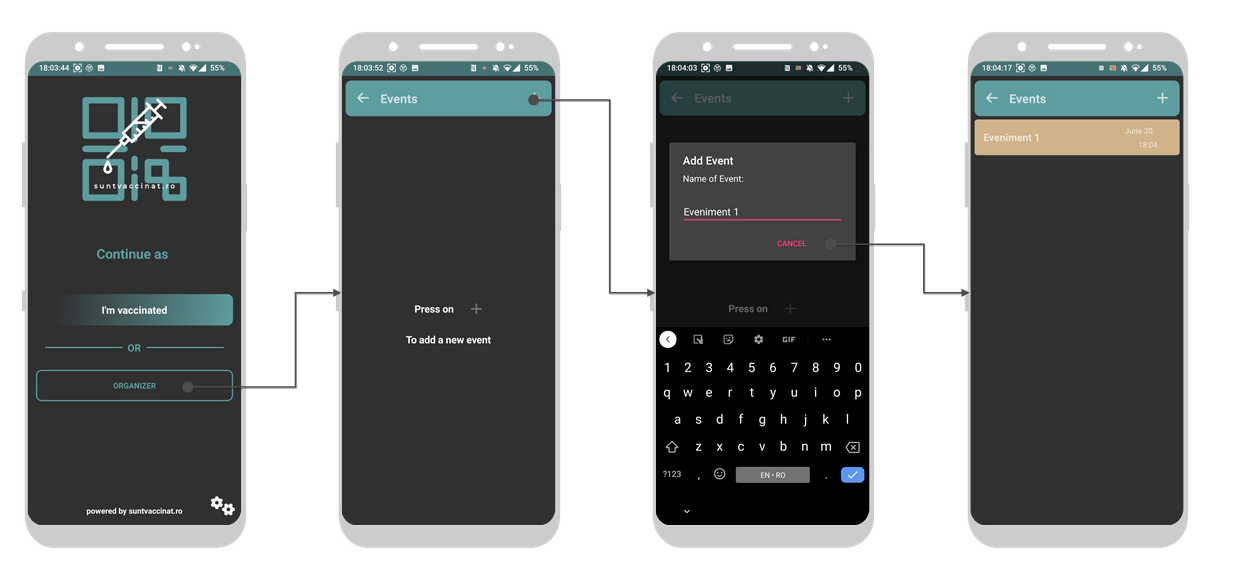 18:03:44
55%
suntvaccinat.ro
Continue as
I'm vaccinated
OR
ORGANIZER
powered by suntvaccinat.ro
18:03:52
55%
Events
Press on +
To add a new event
18:04:03
55%
Events +
Add Event
Name of Event:
Eveniment 1
CANCEL
Press on +
GIF
1 2 3 4 5 6 7 8 9 0
q w e r t y u i o p
a s d f g h j k l
z x c v b n m
?123 , EN • RO .
18:04:17
55%
Events +
Eveniment 1
June 20,
18:04